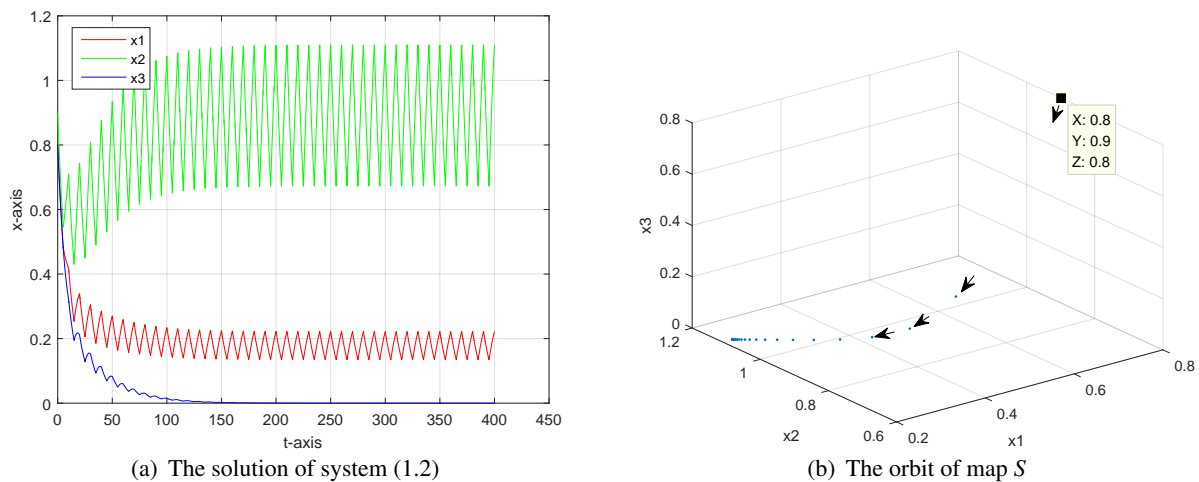 1.2
1
0.8
0.6
0.4
0.2
0
x-axis
x1
x2
x3
0 50 100 150 200 250 300 350 400 450
t-axis
(a) The solution of system (1.2)
0.8
0.6
0.4
0.2
0
x3
X: 0.8
Y: 0.9
Z: 0.8
1.2
1
0.8
0.6
x2
0.2
0.4
0.6
0.8
x1
(b) The orbit of map S